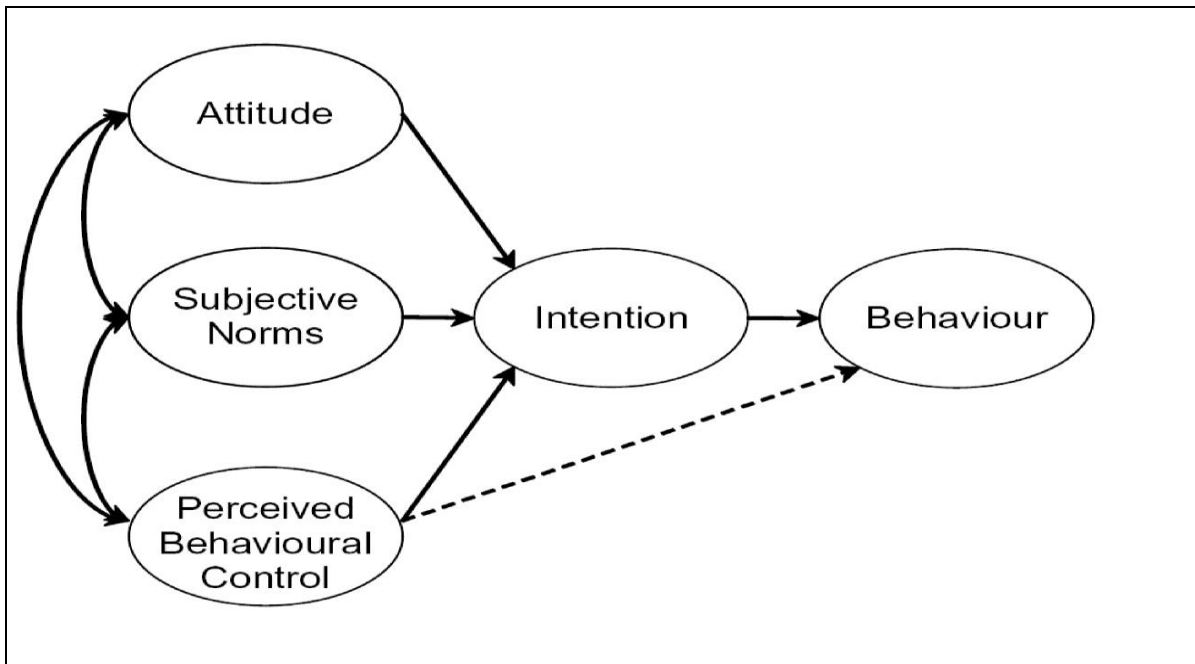 Attitude
Subjective
Norms
Intention
Behaviour
Perceived
Behavioural
Control